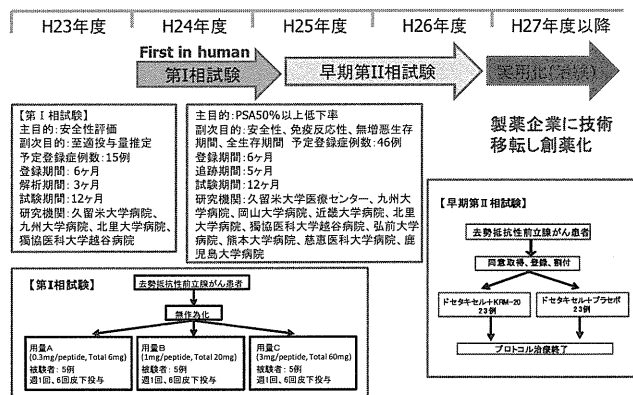 H23年度
H24年度
H25年度
H26年度
H27年度以降
First in human
第Ⅰ相試験
早期第Ⅱ相試験
実用化(治験)
【第Ⅰ相試験】
主目的:安全性評価
副次目的:至適投与量推定
予定登録症例数:15例
登録期間:6ヶ月
解析期間:3ヶ月
試験期間:12ヶ月
研究機関:久留米大学病院、
九州大学病院、北里大学病院、
獨協医科大学越谷病院
主目的:PSA50%以上低下率
副次目的:安全性、免疫反応性、無増悪生存
期間、全生存期間 予定登録症例数:46例
登録期間:6ヶ月
追跡期間:5ヶ月
試験期間:12ヶ月
研究機関:久留米大学医療センター、九州大
学病院、岡山大学病院、近畿大学病院、北里
大学病院、獨協医科大学越谷病院、弘前大学
病院、熊本大学病院、慈恵医科大学病院、鹿
児島大学病院
製薬企業に技術
移転し創薬化
【第Ⅰ相試験】
去勢抵抗性前立腺がん患者
無作為化
用量A
(0.3mg/peptide, Total 6mg)
被験者:5例
週1回、6回皮下投与
用量B
(1mg/peptide, Total 20mg)
被験者:5例
週1回、6回皮下投与
用量C
(3mg/peptide, Total 60mg)
被験者:5例
週1回、6回皮下投与
【早期第Ⅱ相試験】
去勢抵抗性前立腺がん患者
同意取得、登録、割付
ドセタキセル+KRM-20
23例
ドセタキセル+プラセボ
23例
プロトコル治療終了